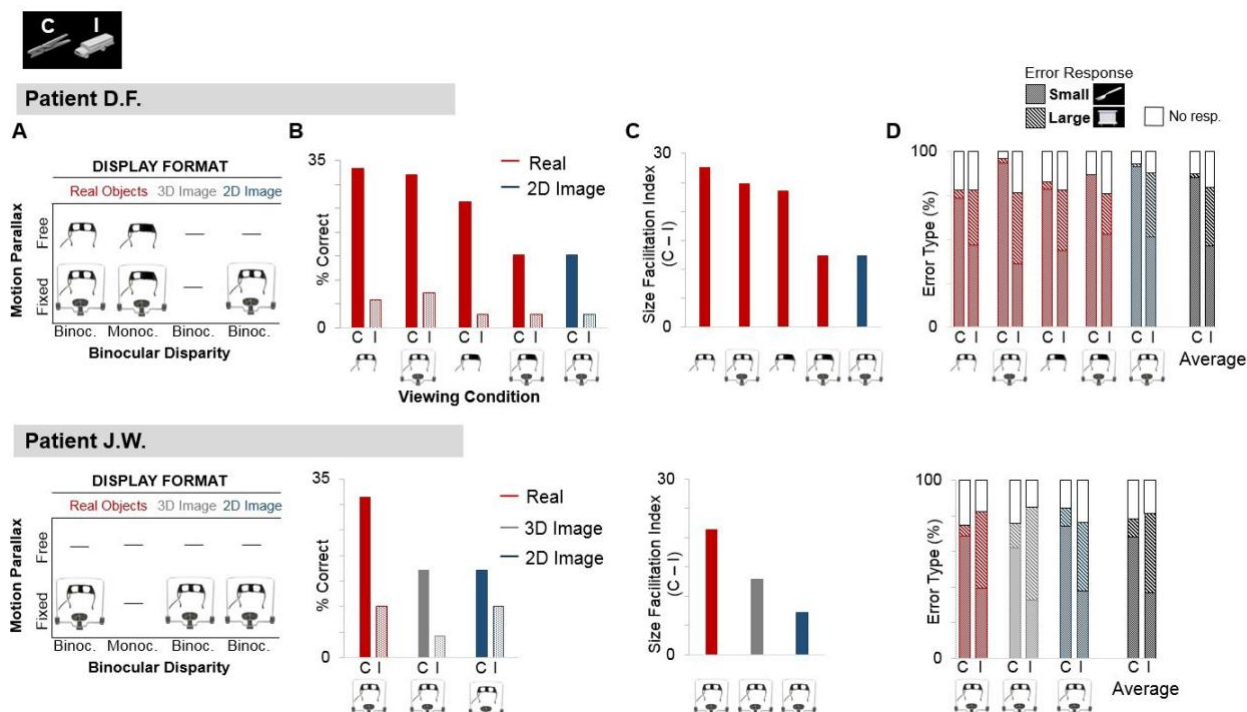 C I
Patient D.F.
A
DISPLAY FORMAT
Real Objects 3D Image 2D Image
Motion Parallax
Free
Fixed
Binoc. Monoc. Binoc. Binoc.
Binocular Disparity
B
35
% Correct
0
Real
2D Image
C I C I C I C I C I
Viewing Condition
C
30
Size Facilitation Index
(C – I)
0
D
Error Response
Small
Large
No resp.
100
Error Type (%)
0
C I C I C I C I C I C I
Average
Patient J.W.
DISPLAY FORMAT
Real Objects 3D Image 2D Image
Motion Parallax
Free
Fixed
Binoc. Monoc. Binoc. Binoc.
Binocular Disparity
35
% Correct
0
Real
3D Image
2D Image
C I C I C I
30
Size Facilitation Index
(C – I)
0
100
Error Type (%)
0
C I C I C I C I
Average